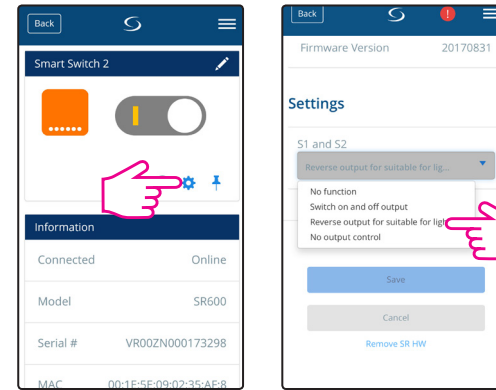 Back
Smart Switch 2
Information
Connected Online
Model SR600
Serial # VR00ZN000173298
MAC 00:1E:5E:09:02:35:AF:8
Back
Firmware Version 20170831
Settings
S1 and S2
Reverse output for suitable for lig...
No function
Switch on and off output
Reverse output for suitable for ligh
No output control
Save
Cancel
Remove SR HW